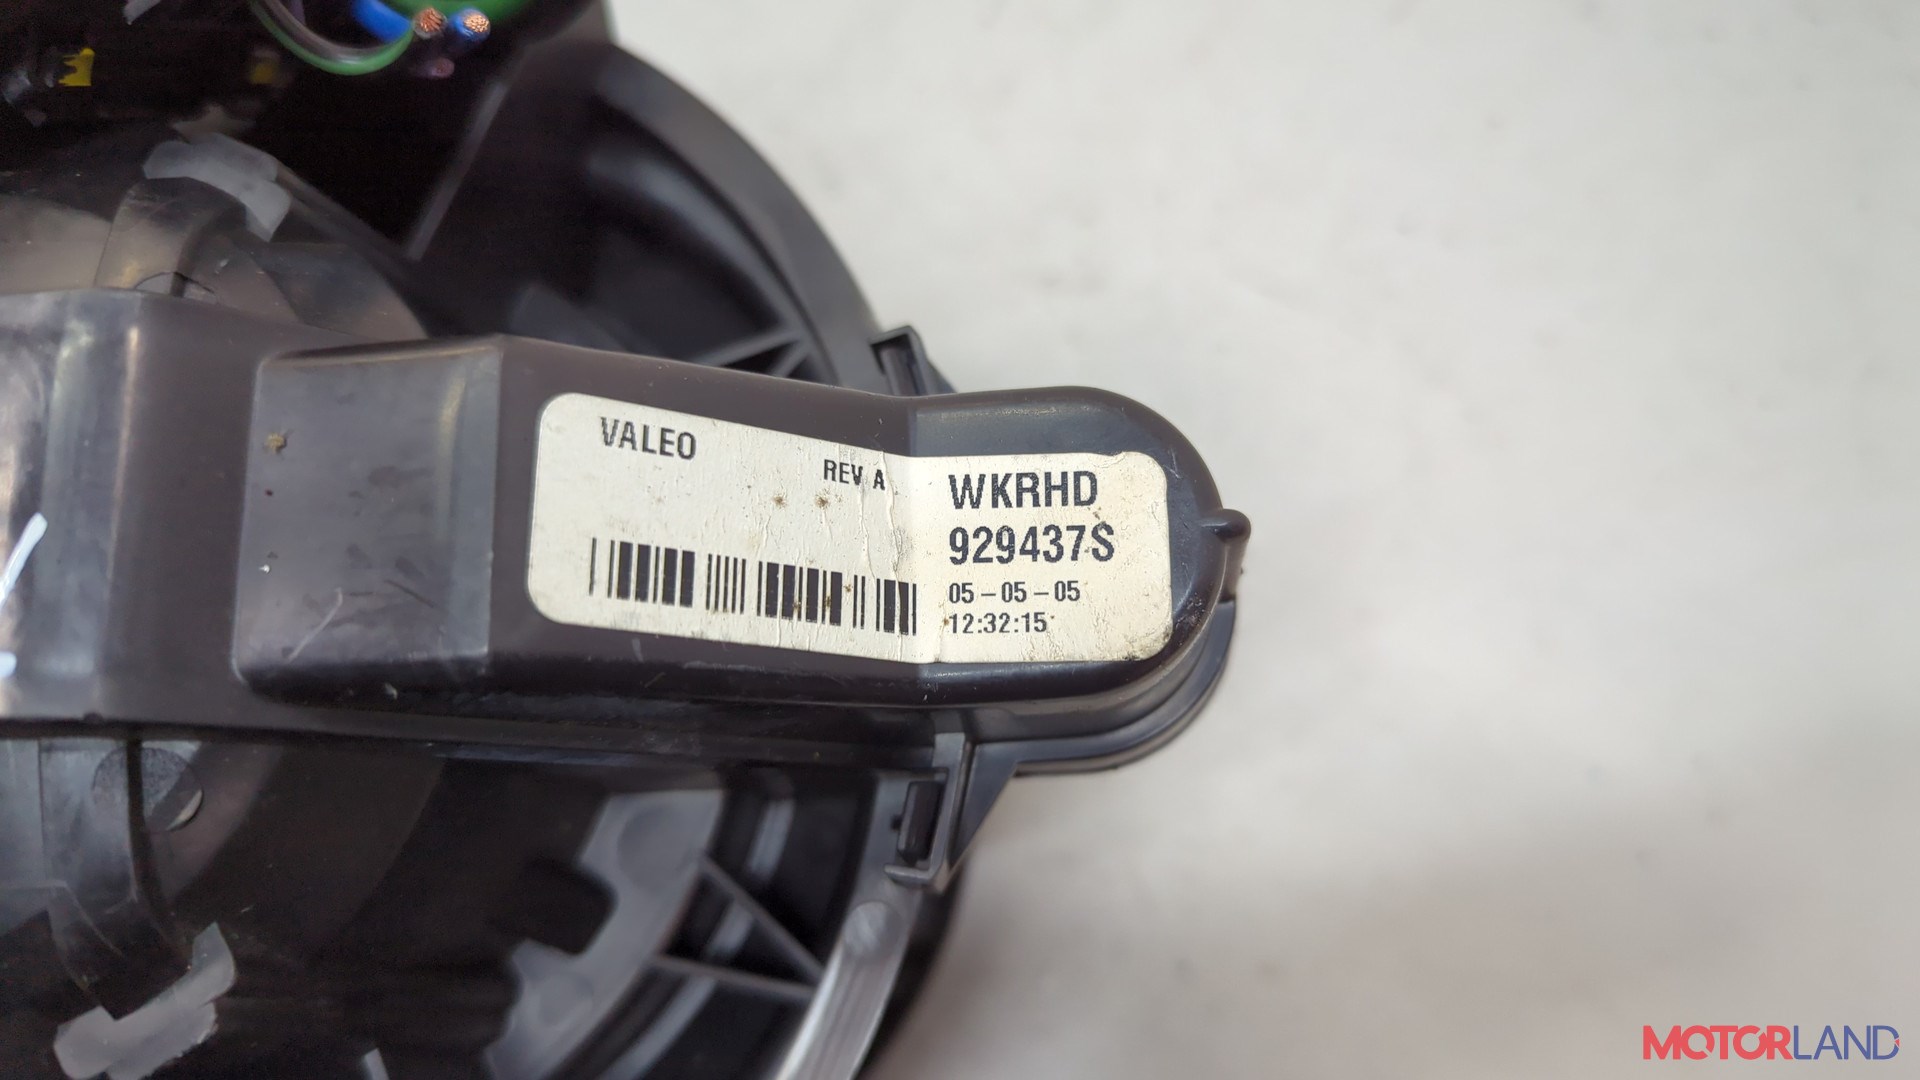 VALEO
REV A
WKRHD
929437S
05-05-05
12:32:15
MOTORLAND